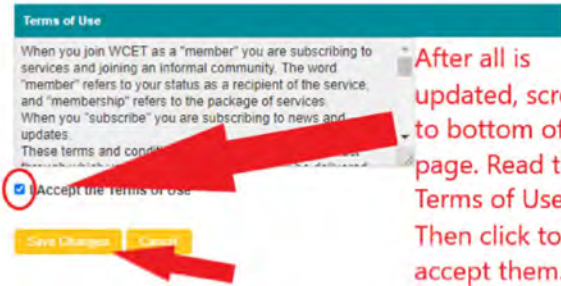 Terms of Use
When you join WCET as a "member" you are subscribing to
services and joining an informal community. The word
"member" refers to your status as a recipient of the service,
and "membership" refers to the package of services.
When you "subscribe" you are subscribing to news and
updates.
These terms and
I Accept the Terms of Use
Save Changes Cancel
After all is
updated, scr
to bottom of
page. Read t
Terms of Use
Then click to
accept them.